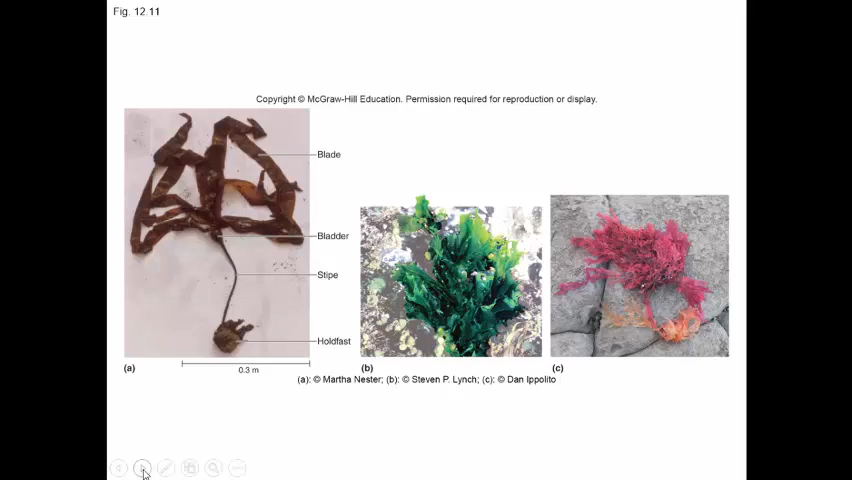 Fig. 12.11
Copyright © McGraw-Hill Education. Permission required for reproduction or display.
Blade
Bladder
Stipe
Holdfast
(a)
0.3 m
(b)
(c)
(a): © Martha Nester; (b): © Steven P. Lynch; (c): © Dan Ippolito